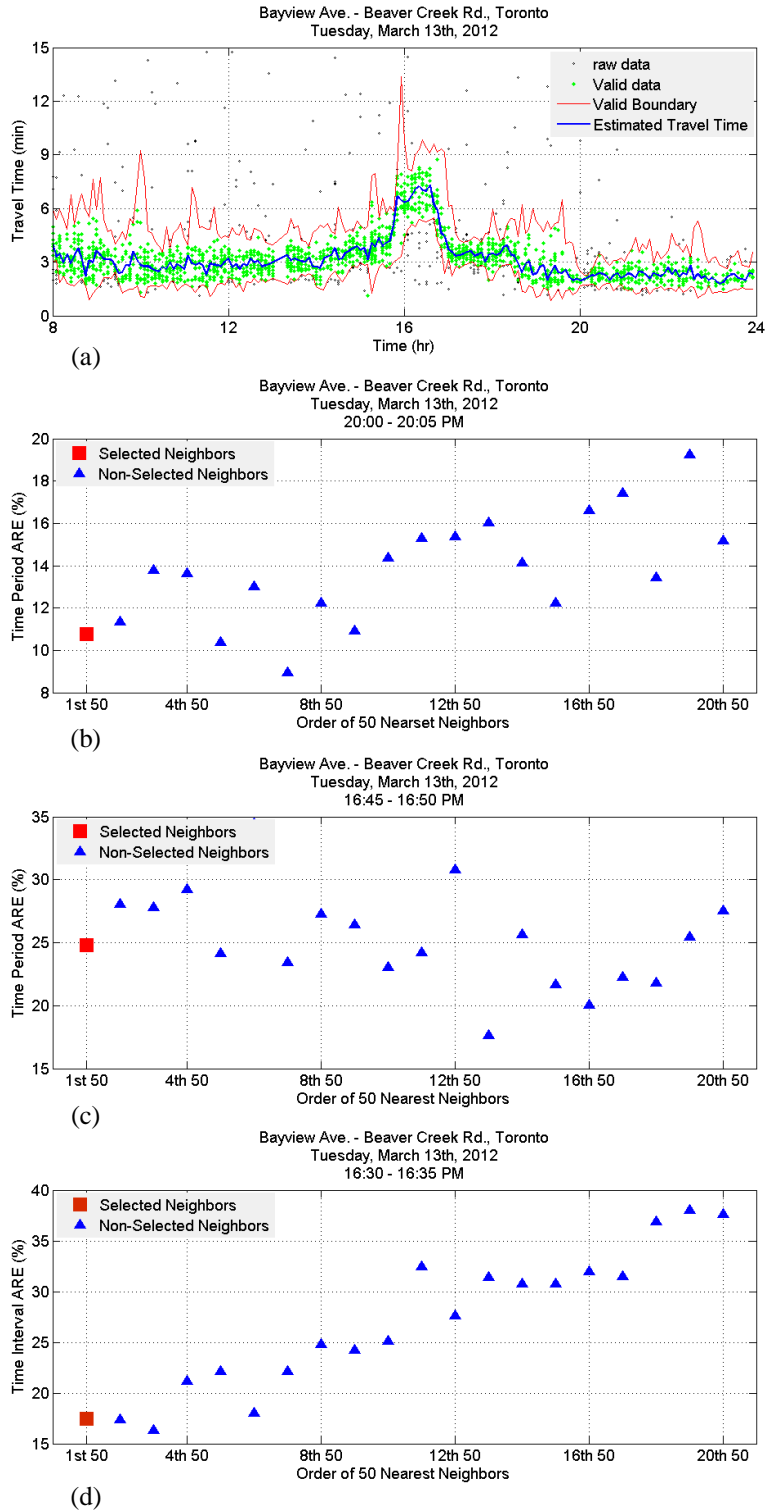 Bayview Ave. - Beaver Creek Rd., Toronto
Tuesday, March 13th, 2012
15
12
9
6
3
0
Travel Time (min)
raw data
Valid data
Valid Boundary
Estimated Travel Time
8
12
16
20
24
Time (hr)
(a)
Bayview Ave. - Beaver Creek Rd., Toronto
Tuesday, March 13th, 2012
20:00 - 20:05 PM
20
18
16
14
12
10
8
Time Period ARE (%)
Selected Neighbors
Non-Selected Neighbors
1st 50
4th 50
8th 50
12th 50
16th 50
20th 50
Order of 50 Nearset Neighbors
(b)
Bayview Ave. - Beaver Creek Rd., Toronto
Tuesday, March 13th, 2012
16:45 - 16:50 PM
35
30
25
20
15
Time Period ARE (%)
Selected Neighbors
Non-Selected Neighbors
1st 50
4th 50
8th 50
12th 50
16th 50
20th 50
Order of 50 Nearest Neighbors
(c)
Bayview Ave. - Beaver Creek Rd., Toronto
Tuesday, March 13th, 2012
16:30 - 16:35 PM
40
35
30
25
20
15
Time Interval ARE (%)
Selected Neighbors
Non-Selected Neighbors
1st 50
4th 50
8th 50
12th 50
16th 50
20th 50
Order of 50 Nearest Neighbors
(d)